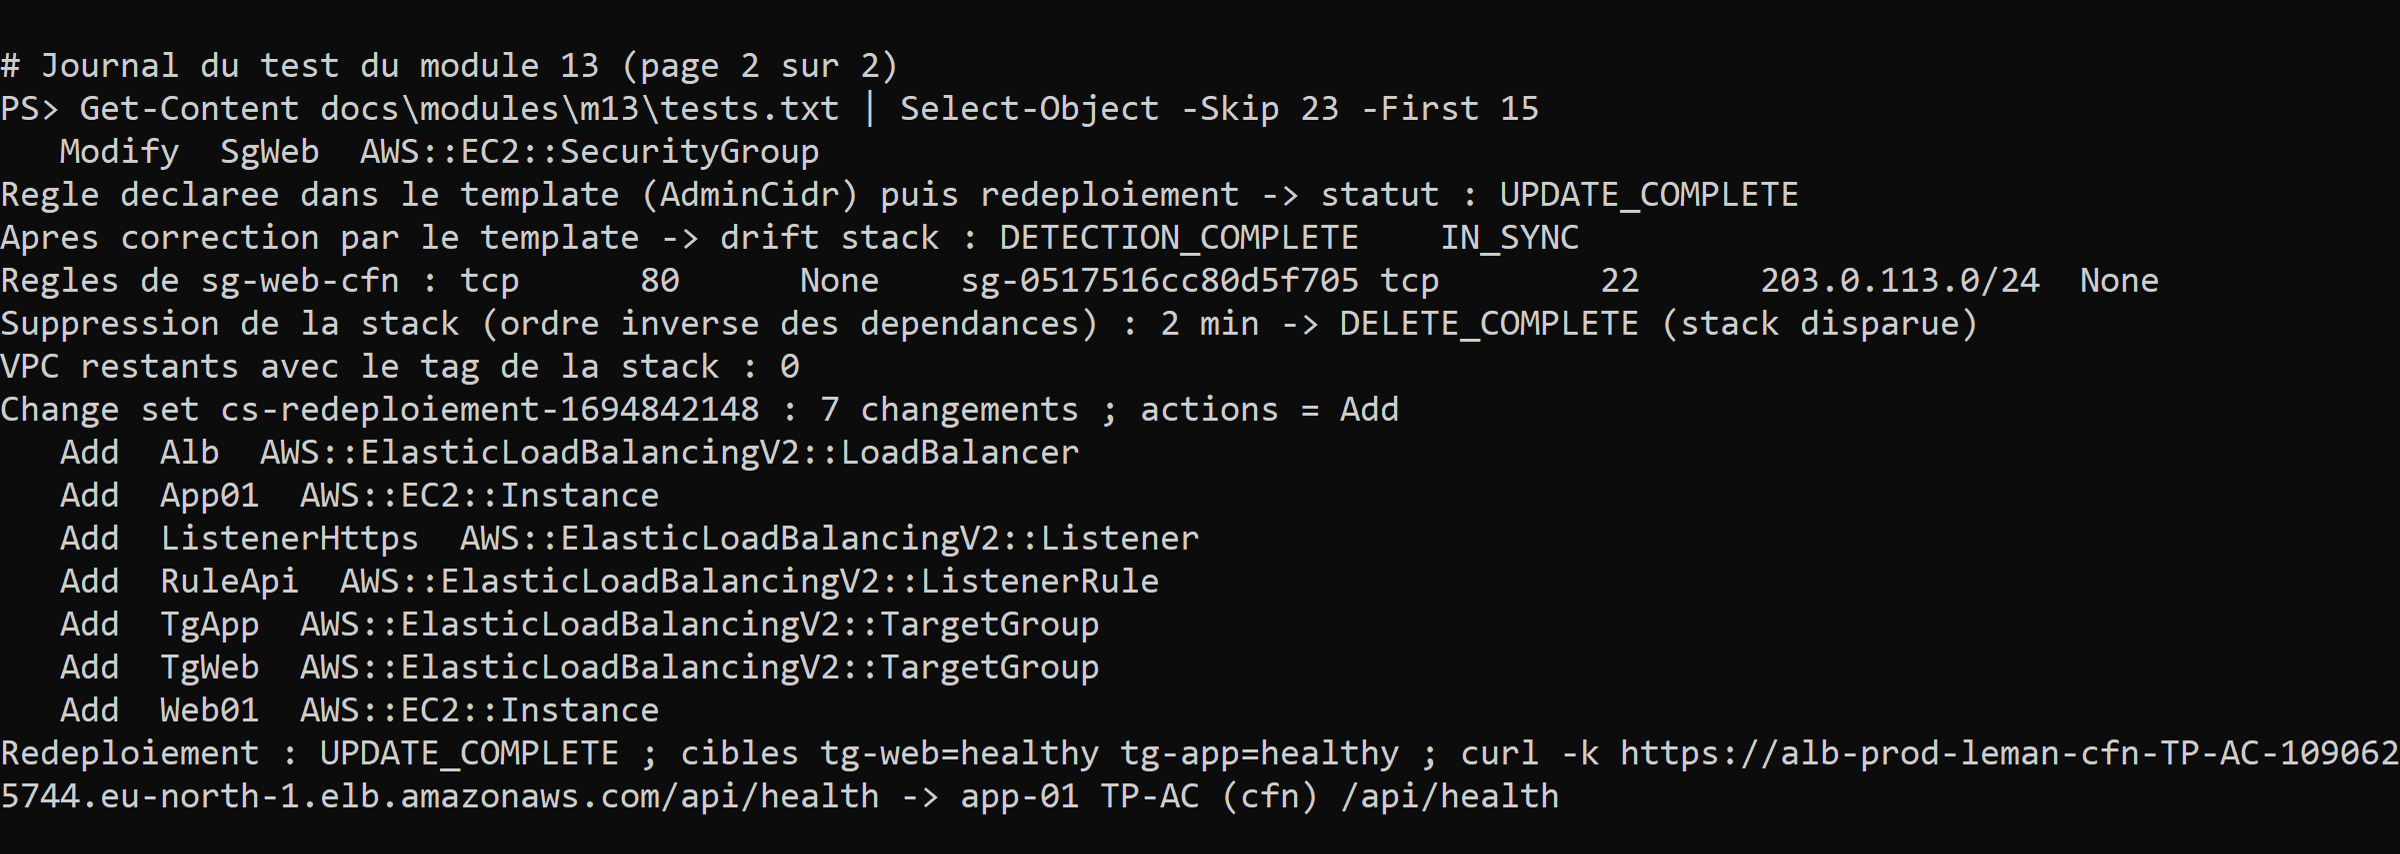 # Journal du test du module 13 (page 2 sur 2)
PS> Get-Content docs\modules\m13\tests.txt | Select-Object -Skip 23 -First 15
   Modify  SgWeb  AWS::EC2::SecurityGroup
Regle declaree dans le template (AdminCidr) puis redeploiement -> statut : UPDATE_COMPLETE
Apres correction par le template -> drift stack : DETECTION_COMPLETE    IN_SYNC
Regles de sg-web-cfn : tcp      80      None    sg-0517516cc80d5f705 tcp        22      203.0.113.0/24  None
Suppression de la stack (ordre inverse des dependances) : 2 min -> DELETE_COMPLETE (stack disparue)
VPC restants avec le tag de la stack : 0
Change set cs-redeploiement-1694842148 : 7 changements ; actions = Add
   Add  Alb  AWS::ElasticLoadBalancingV2::LoadBalancer
   Add  App01  AWS::EC2::Instance
   Add  ListenerHttps  AWS::ElasticLoadBalancingV2::Listener
   Add  RuleApi  AWS::ElasticLoadBalancingV2::ListenerRule
   Add  TgApp  AWS::ElasticLoadBalancingV2::TargetGroup
   Add  TgWeb  AWS::ElasticLoadBalancingV2::TargetGroup
   Add  Web01  AWS::EC2::Instance
Redeploiement : UPDATE_COMPLETE ; cibles tg-web=healthy tg-app=healthy ; curl -k https://alb-prod-leman-cfn-TP-AC-109062
5744.eu-north-1.elb.amazonaws.com/api/health -> app-01 TP-AC (cfn) /api/health